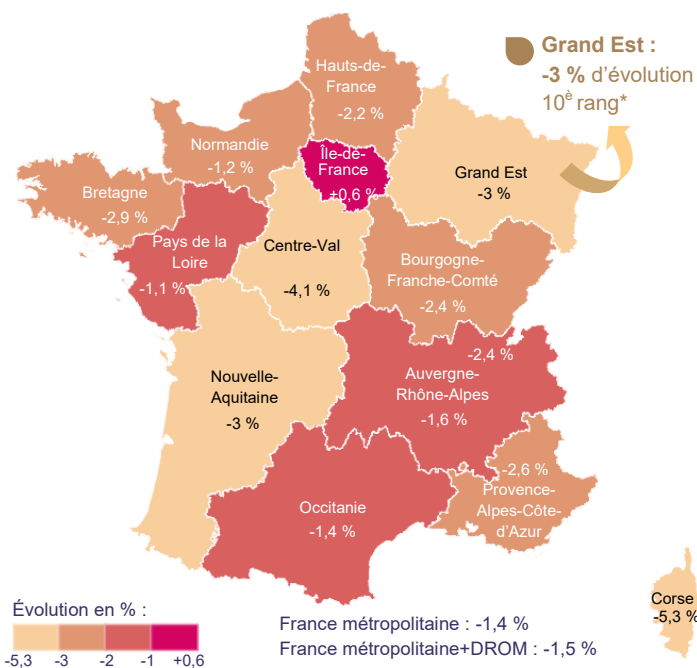 Grand Est :
-3 % d'évolution
10è rang*
Hauts-de-
France
-2,2 %
Normandie
-1,2 %
Île-de-
France
+0,6 %
Grand Est
-3 %
Bretagne
-2,9 %
Pays de la
Loire
-1,1 %
Centre-Val
-4,1 %
Bourgogne-
Franche-Comté
-2,4 %
-2,4 %
Auvergne-
Rhône-Alpes
-1,6 %
Nouvelle-
Aquitaine
-3 %
-2,6 %
Provence-
Alpes-Côte-
d'Azur
Occitanie
-1,4 %
Corse
-5,3 %
Évolution en % :
-5,3 -3 -2 -1 +0,6
France métropolitaine : -1,4 %
France métropolitaine+DROM : -1,5 %